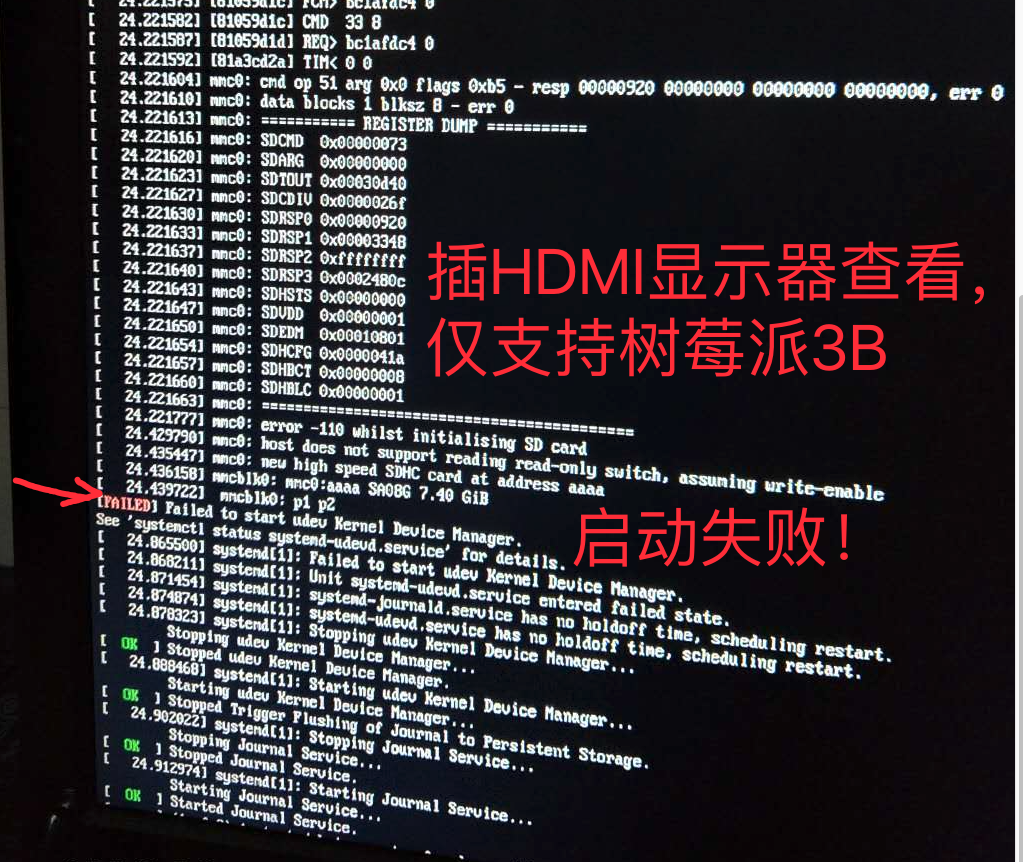 [ 24.221575] [81059d1c] FCM> bc1afdc4 0
[ 24.221582] [81059d1c] CMD 33 8
[ 24.221587] [81059d1d] REQ> bc1afdc4 0
[ 24.221592] [81a3cd2a] TIM< 0 0
[ 24.221604] mmc0: cmd op 51 arg 0x0 flags 0xb5 - resp 00000920 00000000 00000000 00000000, err 0
[ 24.221610] mmc0: data blocks 1 blksz 8 - err 0
[ 24.221613] mmc0: =========== REGISTER DUMP ===========
[ 24.221616] mmc0: SDCMD 0x00000073
[ 24.221620] mmc0: SDARG 0x00000000
[ 24.221623] mmc0: SDTOUT 0x00030d40
[ 24.221627] mmc0: SDCDIV 0x0000026f
[ 24.221630] mmc0: SDRSP0 0x00000920
[ 24.221633] mmc0: SDRSP1 0x00003348
[ 24.221637] mmc0: SDRSP2 0xffffffff
[ 24.221640] mmc0: SDRSP3 0x0002480c
[ 24.221643] mmc0: SDHSTS 0x00000000
[ 24.221647] mmc0: SDVDD 0x00000001
[ 24.221650] mmc0: SDEDM 0x00010801
[ 24.221654] mmc0: SDHCFG 0x0000041a
[ 24.221657] mmc0: SDHBCT 0x00000008
[ 24.221660] mmc0: SDHBLC 0x00000001
[ 24.221663] mmc0: ===========================================
[ 24.221777] mmc0: error -110 whilst initialising SD card
[ 24.429790] mmc0: host does not support reading read-only switch, assuming write-enable
[ 24.435447] mmc0: new high speed SDHC card at address aaaa
[ 24.436158] mmcblk0: mmc0:aaaa SA08G 7.40 GiB
[ 24.439722] mmcblk0: p1 p2
[FAILED] Failed to start udev Kernel Device Manager.
See 'systemctl status systemd-udevd.service' for details.
[ 24.865500] systemd[1]: Failed to start udev Kernel Device Manager.
[ 24.868211] systemd[1]: Unit systemd-udevd.service entered failed state.
[ 24.871454] systemd[1]: systemd-journald.service has no holdoff time, scheduling restart.
[ 24.874874] systemd[1]: systemd-udevd.service has no holdoff time, scheduling restart.
[ 24.878323] systemd[1]: Stopping udev Kernel Device Manager...
Stopping udev Kernel Device Manager...
[ OK ] Stopped udev Kernel Device Manager.
[ 24.888468] systemd[1]: Starting udev Kernel Device Manager...
Starting udev Kernel Device Manager...
[ OK ] Stopped Trigger Flushing of Journal to Persistent Storage.
[ 24.902022] systemd[1]: Stopping Journal Service...
Stopping Journal Service...
[ OK ] Stopped Journal Service.
[ 24.912974] systemd[1]: Starting Journal Service...
Starting Journal Service...
[ OK ] Started Journal Service.
插HDMI显示器查看,
仅支持树莓派3B
启动失败!